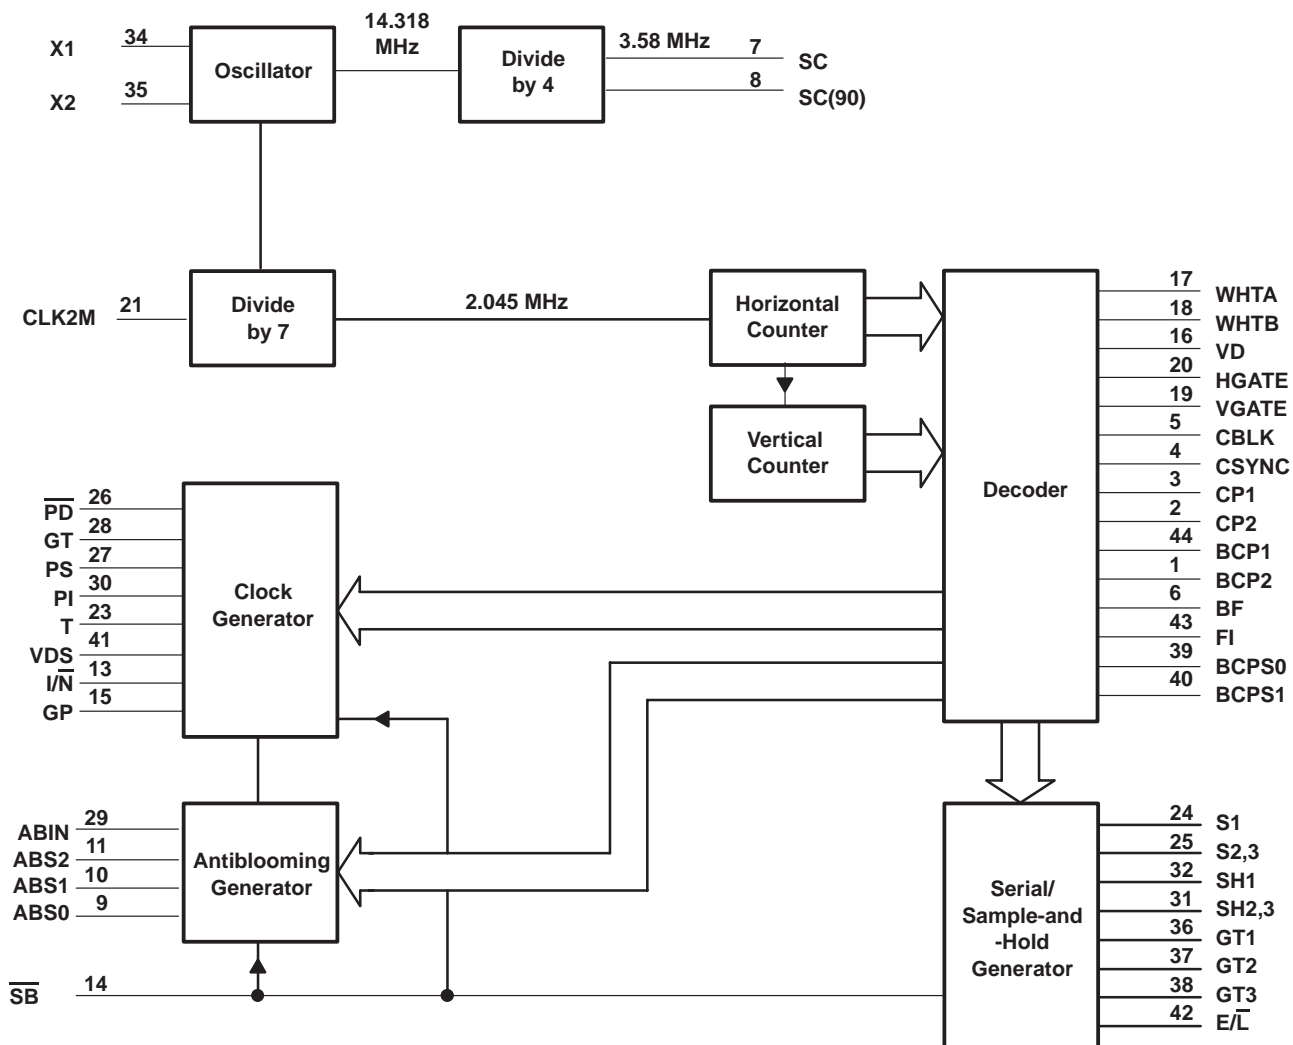 X1 34
X2 35
Oscillator
14.318
MHz
Divide
by 4
3.58 MHz
7 SC
8 SC(90)
CLK2M 21
Divide
by 7
2.045 MHz
Horizontal
Counter
Vertical
Counter
Decoder
17 WHTA
18 WHTB
16 VD
20 HGATE
19 VGATE
5 CBLK
4 CSYNC
3 CP1
2 CP2
44 BCP1
1 BCP2
6 BF
43 FI
39 BCPS0
40 BCPS1
P̅D̅ 26
GT 28
PS 27
PI 30
T 23
VDS 41
I/N̅ 13
GP 15
Clock
Generator
ABIN 29
ABS2 11
ABS1 10
ABS0 9
Antiblooming
Generator
S̅B̅ 14
Serial/
Sample-and
-Hold
Generator
24 S1
25 S2,3
32 SH1
31 SH2,3
36 GT1
37 GT2
38 GT3
42 E/L̅